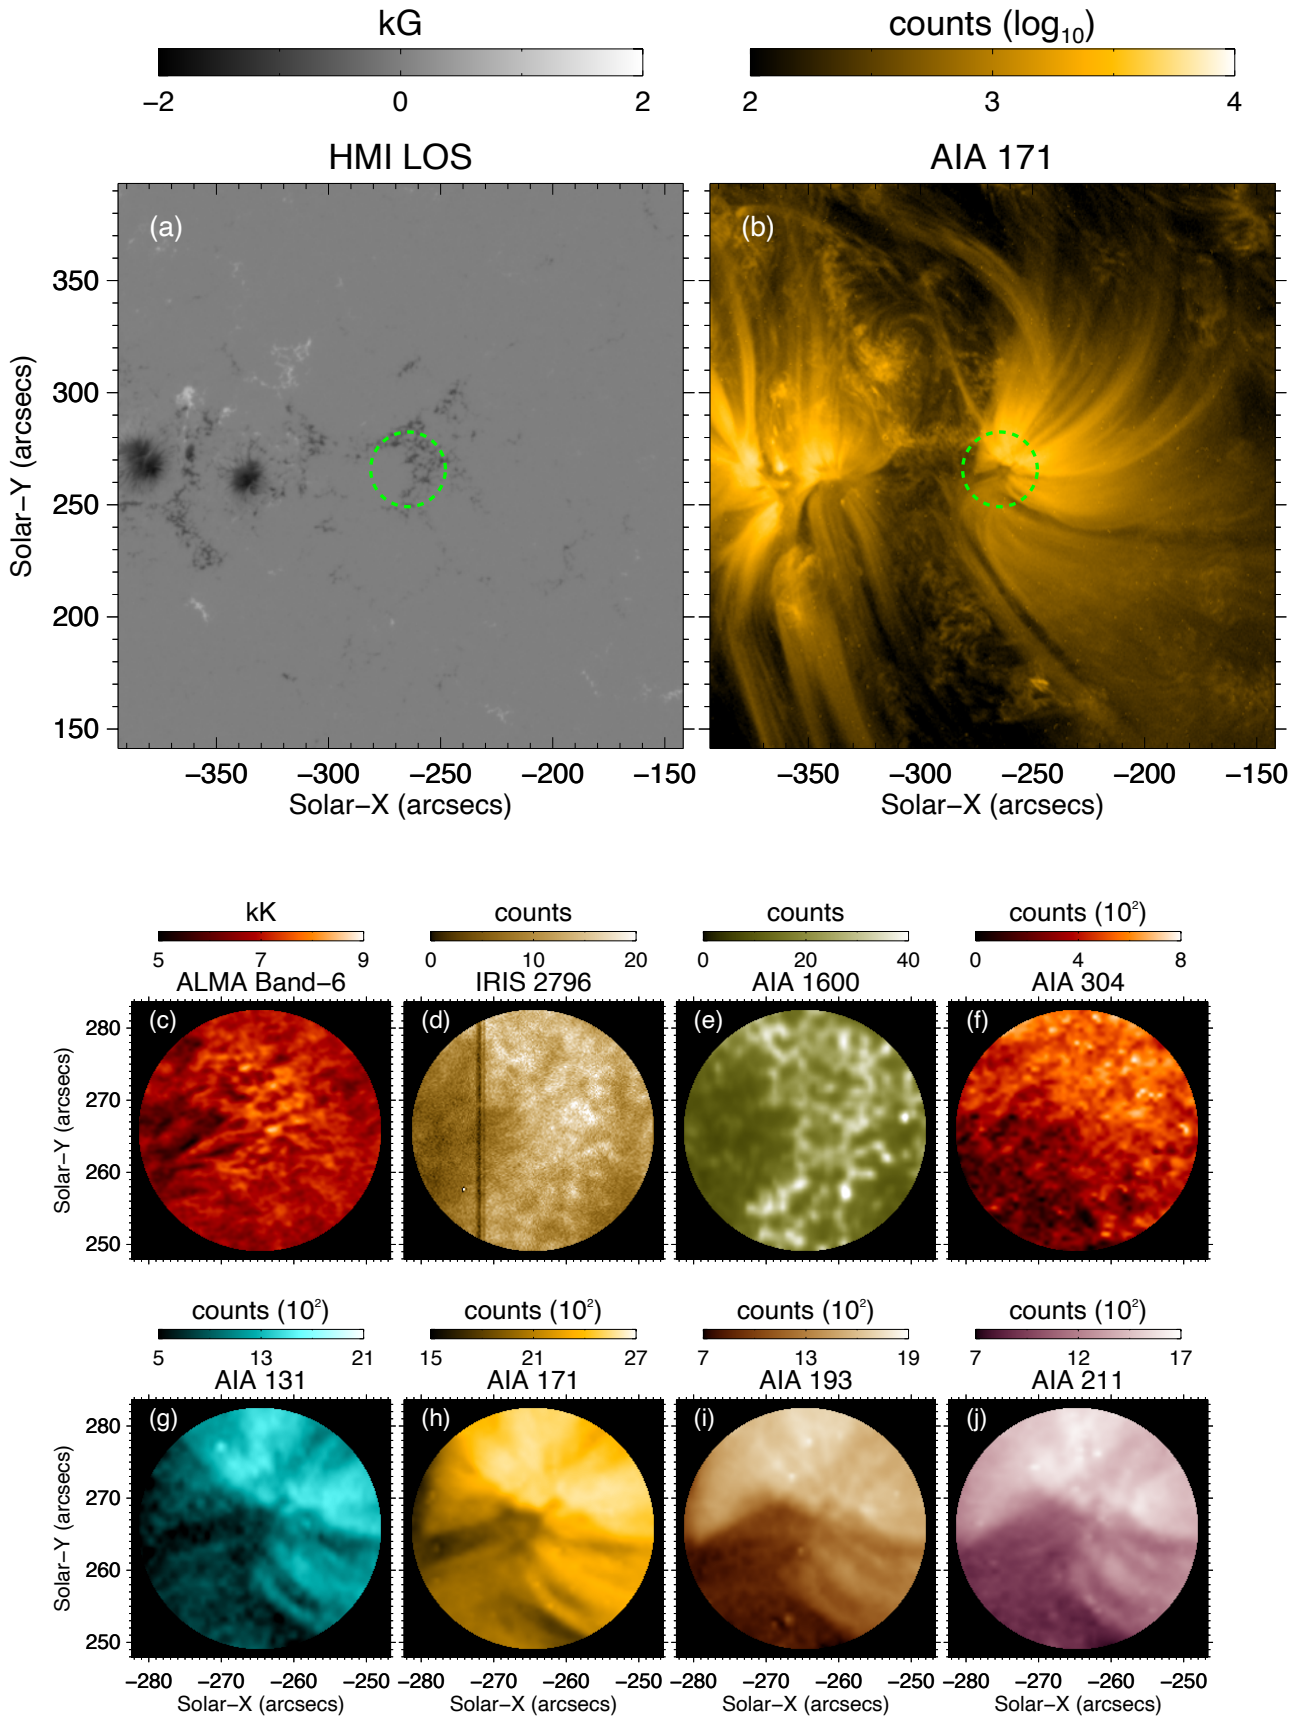 kG
counts (log₁₀)
−2 0 2
2 3 4
HMI LOS
AIA 171
(a)
(b)
350
300
250
200
150
Solar−Y (arcsecs)
−350 −300 −250 −200 −150
−350 −300 −250 −200 −150
Solar−X (arcsecs)
Solar−X (arcsecs)
kK
counts
counts
counts (10²)
5 7 9
0 10 20
0 20 40
0 4 8
ALMA Band−6
IRIS 2796
AIA 1600
AIA 304
(c)
(d)
(e)
(f)
280
270
260
250
Solar−Y (arcsecs)
counts (10²)
counts (10²)
counts (10²)
counts (10²)
5 13 21
15 21 27
7 13 19
7 12 17
AIA 131
AIA 171
AIA 193
AIA 211
(g)
(h)
(i)
(j)
280
270
260
250
Solar−Y (arcsecs)
−280 −270 −260 −250
−280 −270 −260 −250
−280 −270 −260 −250
−280 −270 −260 −250
Solar−X (arcsecs)
Solar−X (arcsecs)
Solar−X (arcsecs)
Solar−X (arcsecs)